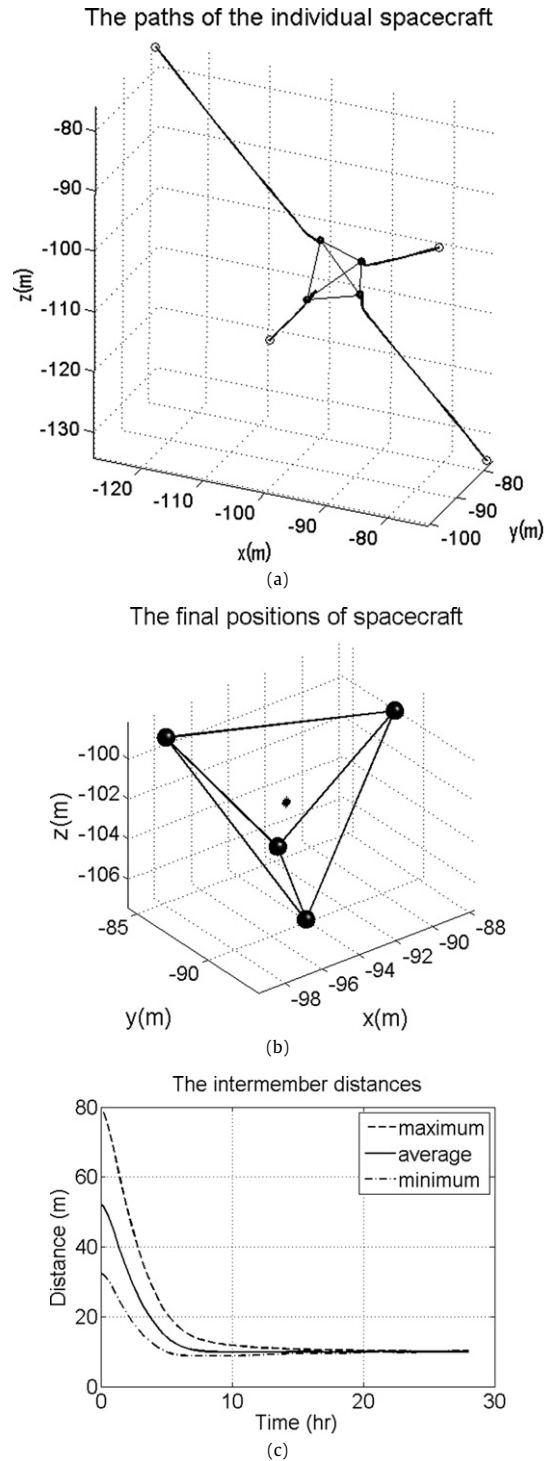 The paths of the individual spacecraft
-80
-90
-100
-110
-120
-130
z(m)
-120
-110
-100
-90
-80
x(m)
-80
-90
-100
y(m)
(a)
The final positions of spacecraft
-100
-102
-104
-106
z(m)
-85
-90
y(m)
-98
-96
-94
-92
-90
-88
x(m)
(b)
The intermember distances
80
60
40
20
0
Distance (m)
maximum
average
minimum
0
10
20
30
Time (hr)
(c)